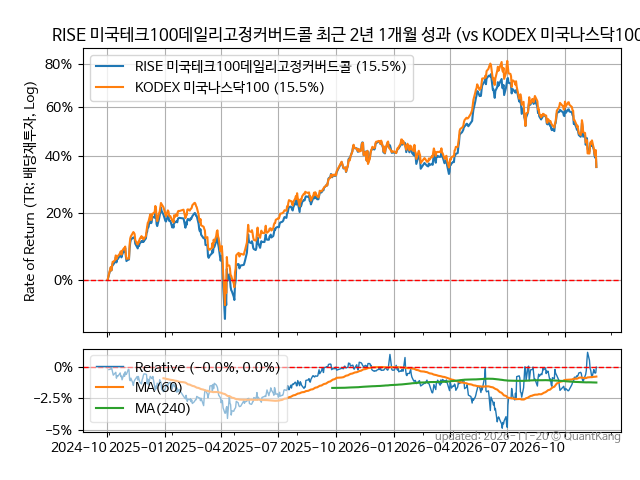 RISE 미국테크100데일리고정커버드콜 최근 2년 1개월 성과 (vs KODEX 미국나스닥100
RISE 미국테크100데일리고정커버드콜 (15.5%)
KODEX 미국나스닥100 (15.5%)
Rate of Return (TR: 배당재투자, Log)
80%
60%
40%
20%
0%
Relative (−0.0%, 0.0%)
MA(60)
MA(240)
0%
−2.5%
−5%
updated: 2026-11-20 © QuantKang
2024-10 2025-01 2025-04 2025-07 2025-10 2026-01 2026-04 2026-07 2026-10